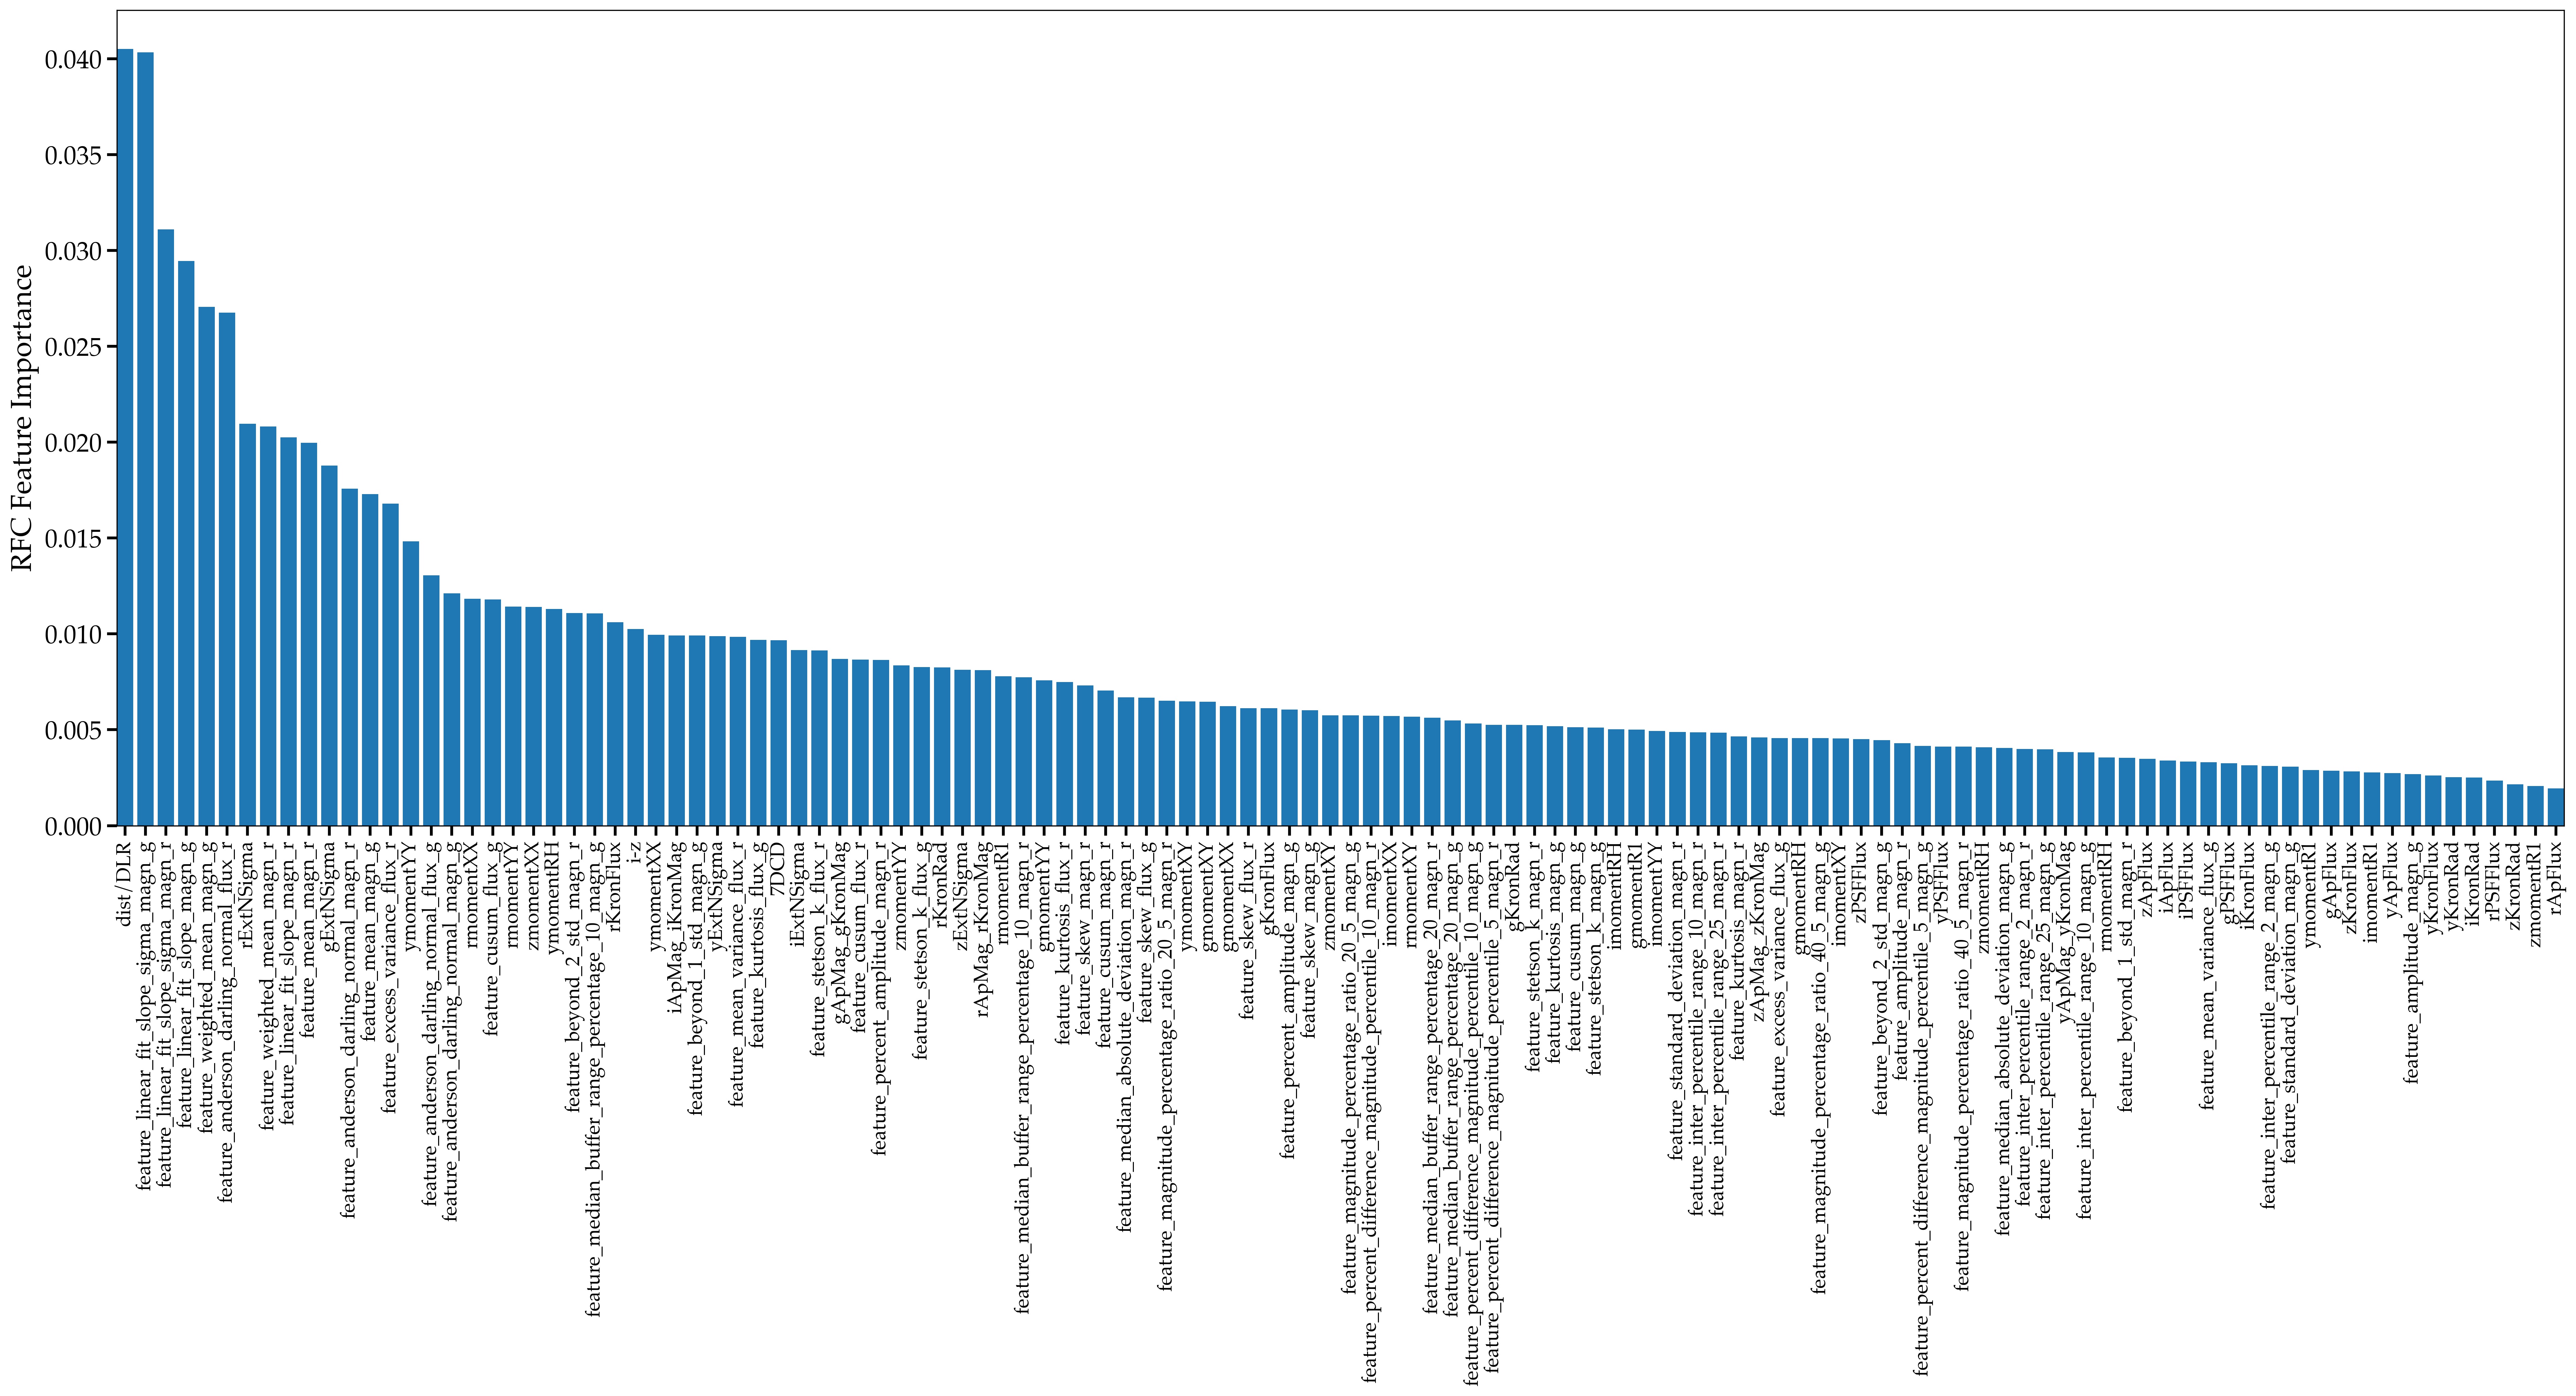 RFC Feature Importance
0.040
0.035
0.030
0.025
0.020
0.015
0.010
0.005
0.000
dist/DLR
feature_linear_fit_slope_sigma_magn_g
feature_linear_fit_slope_sigma_magn_r
feature_linear_fit_slope_magn_g
feature_weighted_mean_magn_g
feature_anderson_darling_normal_flux_r
rExtNSigma
feature_weighted_mean_magn_r
feature_linear_fit_slope_magn_r
feature_mean_magn_r
gExtNSigma
feature_anderson_darling_normal_magn_r
feature_mean_magn_g
feature_excess_variance_flux_r
ymomentYY
feature_anderson_darling_normal_flux_g
feature_anderson_darling_normal_magn_g
rmomentXX
feature_cusum_flux_g
rmomentYY
zmomentXX
ymomentRH
feature_beyond_2_std_magn_r
feature_median_buffer_range_percentage_10_magn_g
rKronFlux
i-z
ymomentXX
iApMag_iKronMag
feature_beyond_1_std_magn_g
yExtNSigma
feature_mean_variance_flux_r
feature_kurtosis_flux_g
7DCD
iExtNSigma
feature_stetson_k_flux_r
gApMag_gKronMag
feature_cusum_flux_r
feature_percent_amplitude_magn_r
zmomentYY
feature_stetson_k_flux_g
rKronRad
zExtNSigma
rApMag_rKronMag
rmomentR1
feature_median_buffer_range_percentage_10_magn_r
gmomentYY
feature_kurtosis_flux_r
feature_skew_magn_r
feature_cusum_magn_r
feature_median_absolute_deviation_magn_r
feature_skew_flux_g
feature_magnitude_percentage_ratio_20_5_magn_r
ymomentXY
gmomentXY
gmomentXX
feature_skew_flux_r
gKronFlux
feature_percent_amplitude_magn_g
feature_skew_magn_g
zmomentXY
feature_magnitude_percentage_ratio_20_5_magn_g
feature_percent_difference_magnitude_percentile_10_magn_r
imomentXX
rmomentXY
feature_median_buffer_range_percentage_20_magn_r
feature_median_buffer_range_percentage_20_magn_g
feature_percent_difference_magnitude_percentile_10_magn_g
feature_percent_difference_magnitude_percentile_5_magn_r
gKronRad
feature_stetson_k_magn_r
feature_kurtosis_magn_g
feature_cusum_magn_g
feature_stetson_k_magn_g
imomentRH
gmomentR1
imomentYY
feature_standard_deviation_magn_r
feature_inter_percentile_range_10_magn_r
feature_inter_percentile_range_25_magn_r
feature_kurtosis_magn_r
zApMag_zKronMag
feature_excess_variance_flux_g
gmomentRH
feature_magnitude_percentage_ratio_40_5_magn_g
imomentXY
zPSFFlux
feature_beyond_2_std_magn_g
feature_amplitude_magn_r
feature_percent_difference_magnitude_percentile_5_magn_g
yPSFFlux
feature_magnitude_percentage_ratio_40_5_magn_r
zmomentRH
feature_median_absolute_deviation_magn_g
feature_inter_percentile_range_2_magn_r
feature_inter_percentile_range_25_magn_g
yApMag_yKronMag
feature_inter_percentile_range_10_magn_g
rmomentRH
feature_beyond_1_std_magn_r
zApFlux
iApFlux
iPSFFlux
feature_mean_variance_flux_g
gPSFFlux
iKronFlux
feature_inter_percentile_range_2_magn_g
feature_standard_deviation_magn_g
ymomentR1
gApFlux
zKronFlux
imomentR1
yApFlux
feature_amplitude_magn_g
yKronFlux
yKronRad
iKronRad
rPSFFlux
zKronRad
zmomentR1
rApFlux